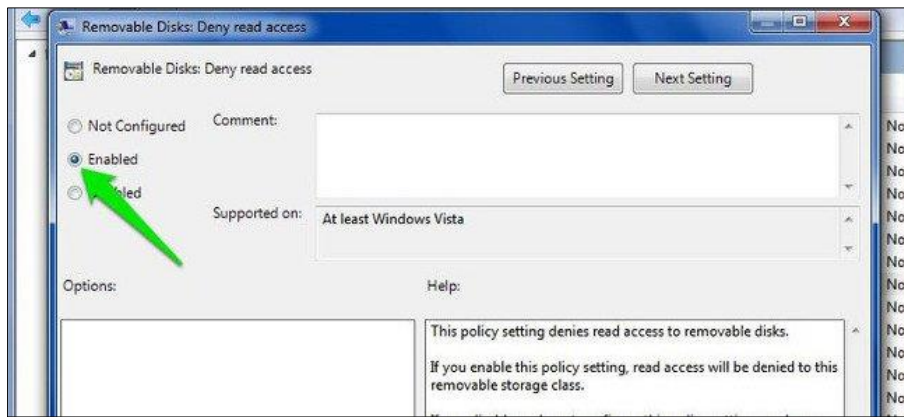 Removable Disks: Deny read access
Removable Disks: Deny read access
Previous Setting
Next Setting
Not Configured
Comment:
Enabled
Supported on:
At least Windows Vista
Options:
Help:
This policy setting denies read access to removable disks.
If you enable this policy setting, read access will be denied to this
removable storage class.